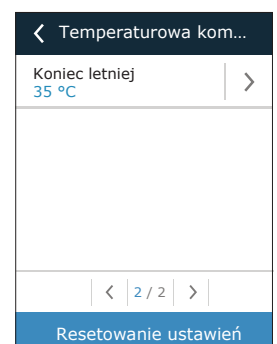 Temperaturowa kom...
Koniec letniej
35 °C
2 / 2
Resetowanie ustawień